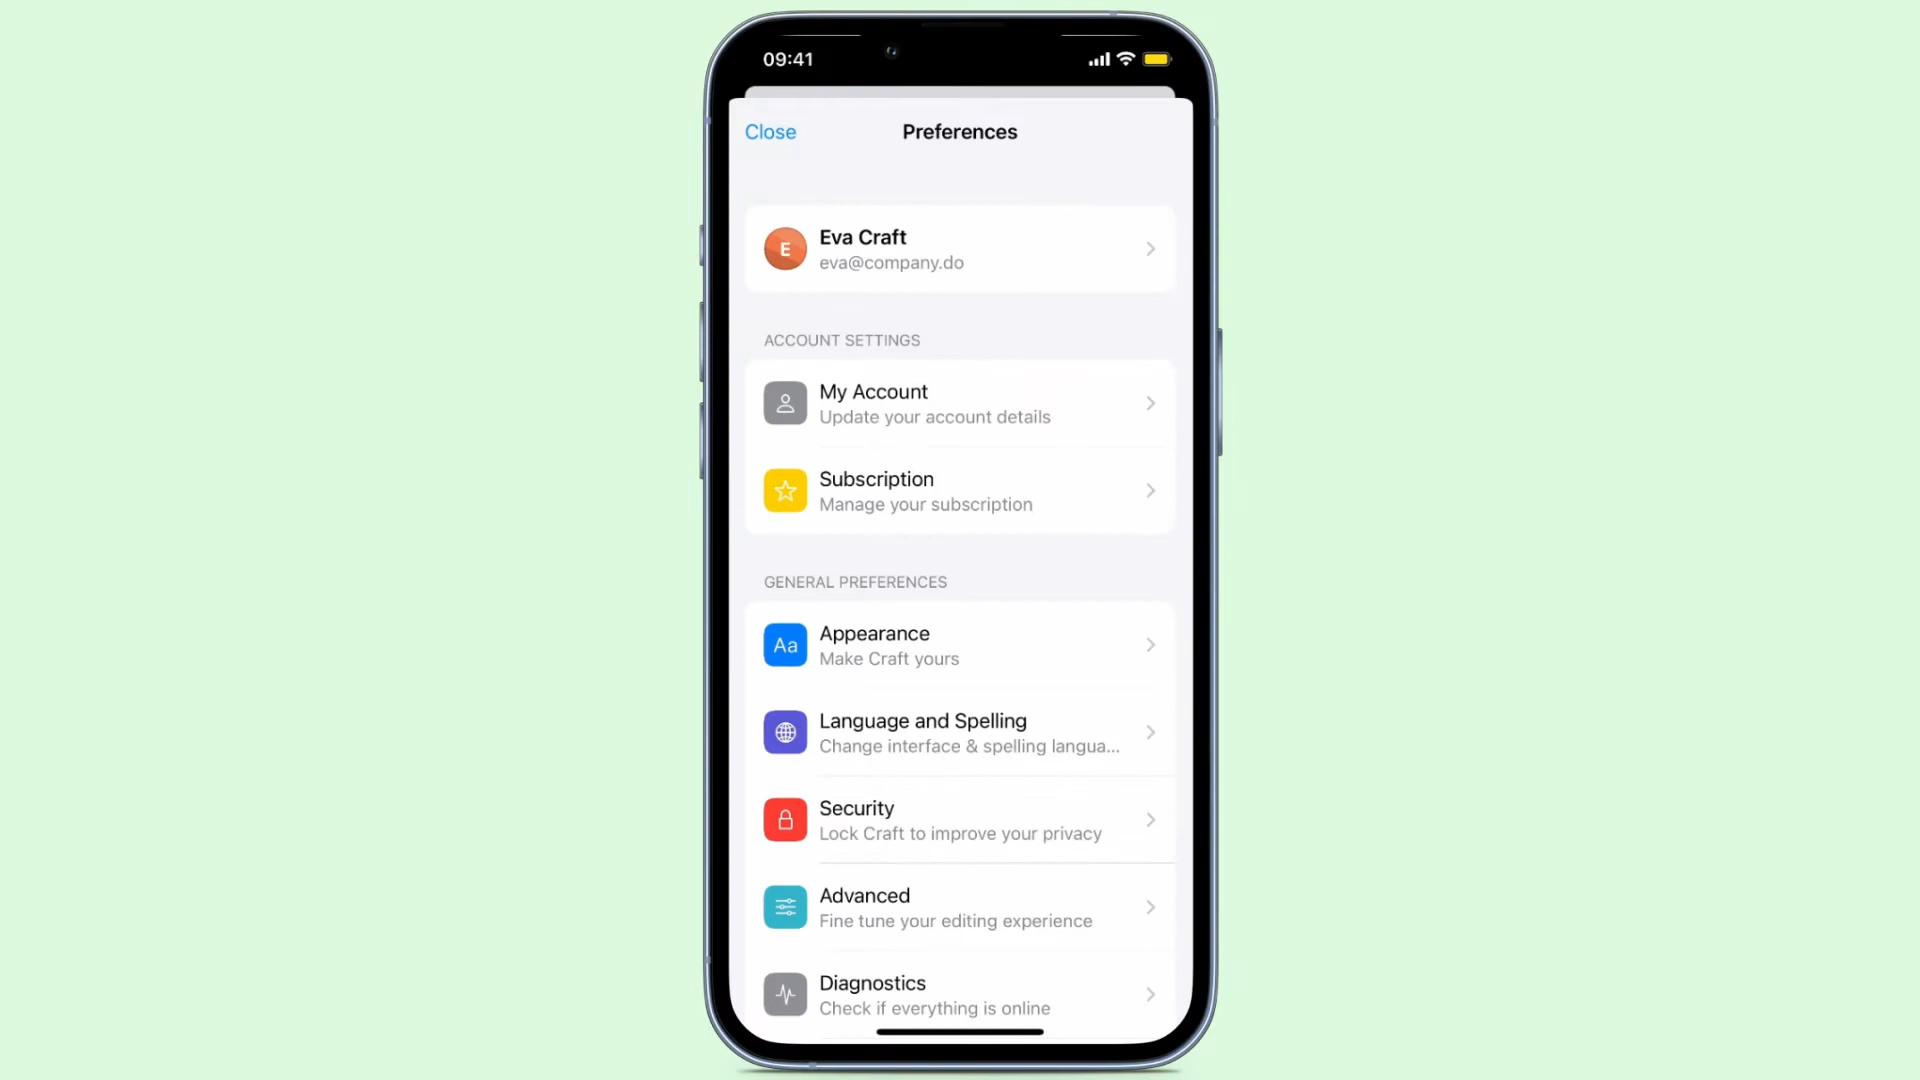 09:41
Close
Preferences
E
Eva Craft
eva@company.do
ACCOUNT SETTINGS
My Account
Update your account details
Subscription
Manage your subscription
GENERAL PREFERENCES
Aa
Appearance
Make Craft yours
Language and Spelling
Change interface & spelling langua...
Security
Lock Craft to improve your privacy
Advanced
Fine tune your editing experience
Diagnostics
Check if everything is online